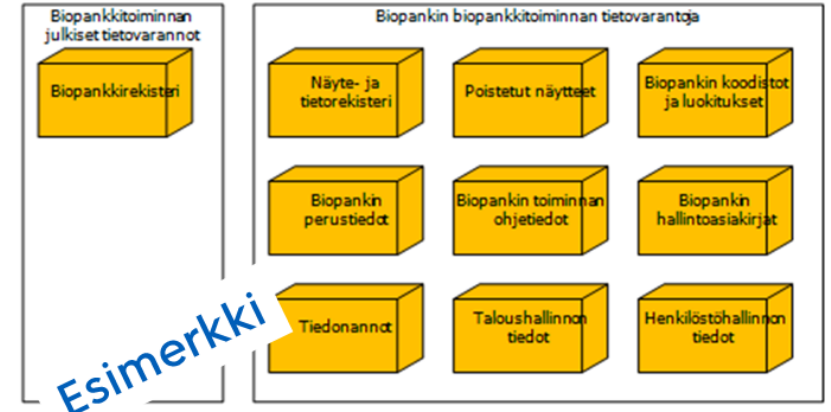 Biopankkitoiminnan
julkiset tietovarannot
Biopankkirekisteri
Biopankin biopankkitoiminnan tietovarantoja
Näyte- ja
tietorekisteri
Poistetut näytteet
Biopankin koodistot
ja luokitukset
Biopankin
perustiedot
Biopankin toiminnan
ohjetiedot
Biopankin
hallintoasiakirjat
Tiedonannot
Taloushallinnon
tiedot
Henkilöstöhallinnon
tiedot
Esimerkki